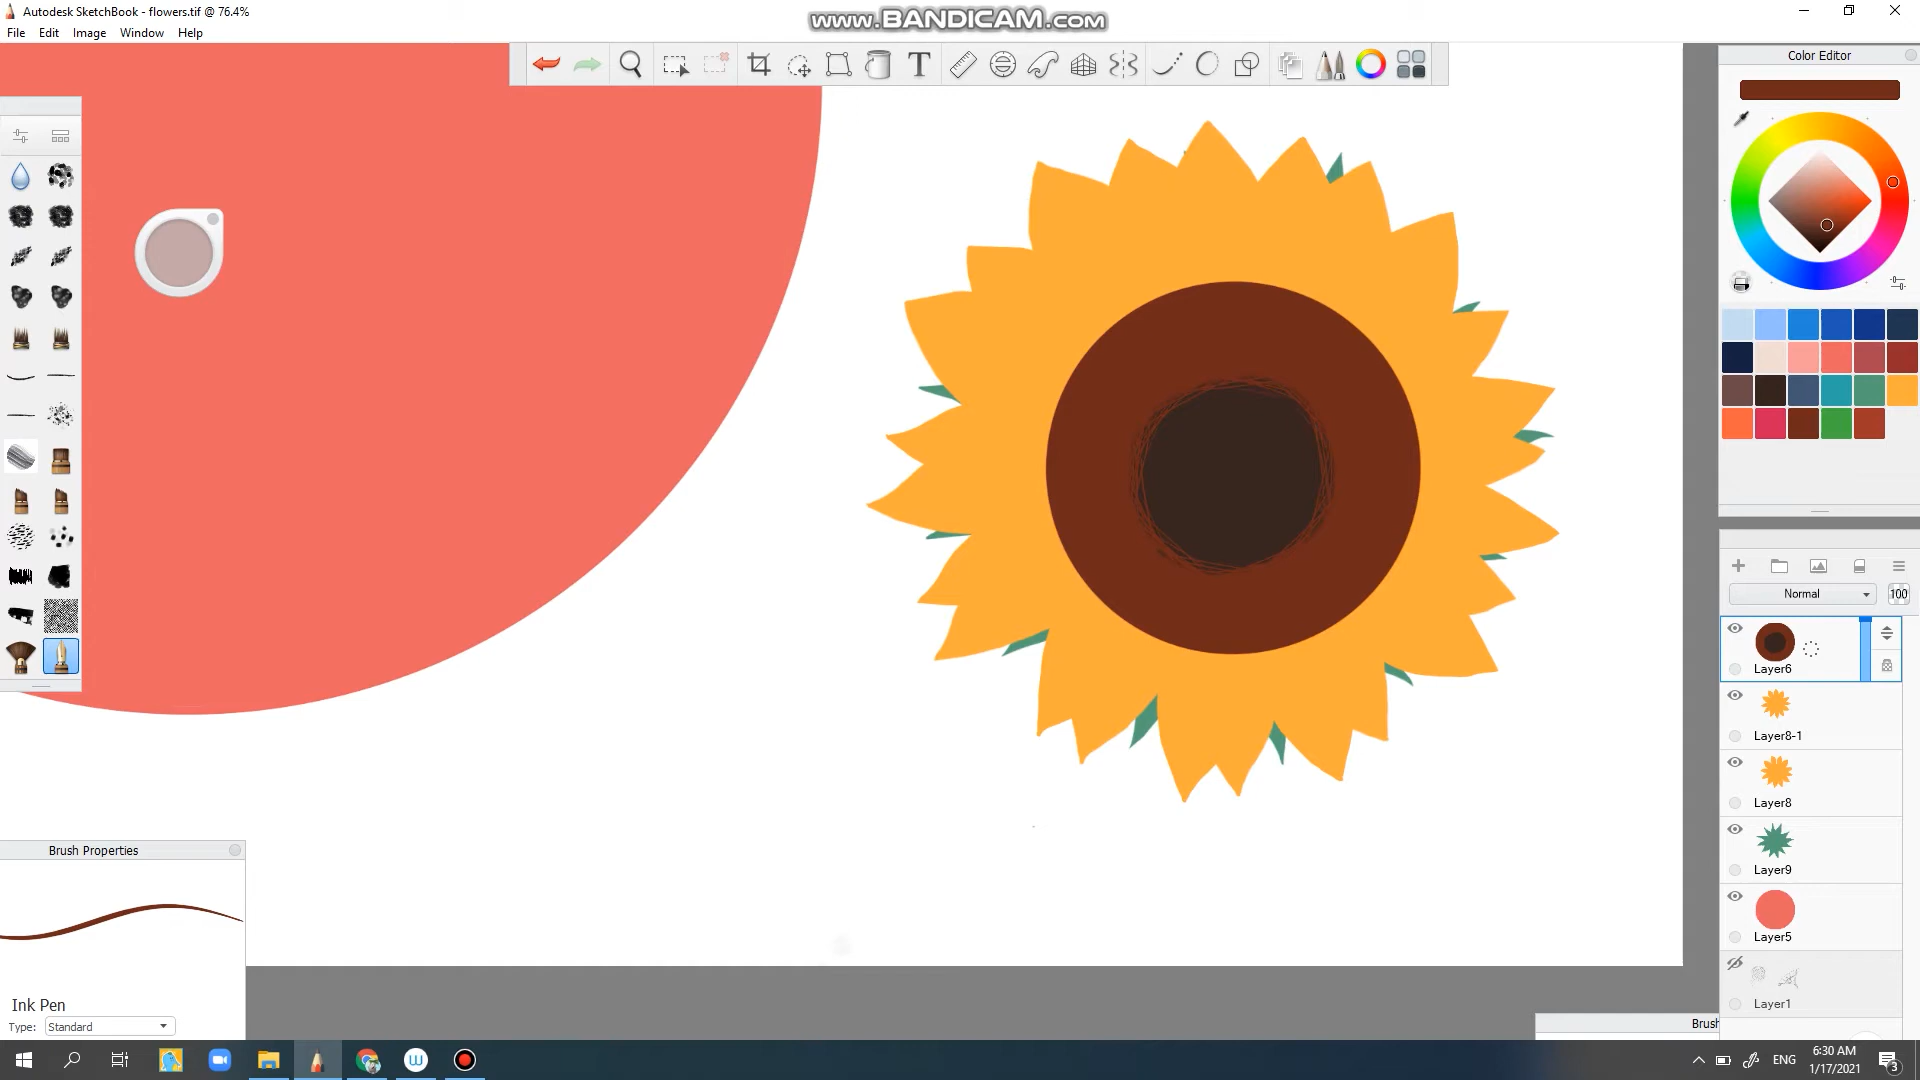 Autodesk SketchBook - flowers.tif @ 76.4%
www.BANDICAM.com
File Edit Image Window Help
T
Color Editor
Normal 100
Layer6
Layer8-1
Layer8
Layer9
Layer5
Layer1
Brush Properties
Ink Pen
Type: Standard
Brush
W
ENG
6:30 AM
1/17/2021
3